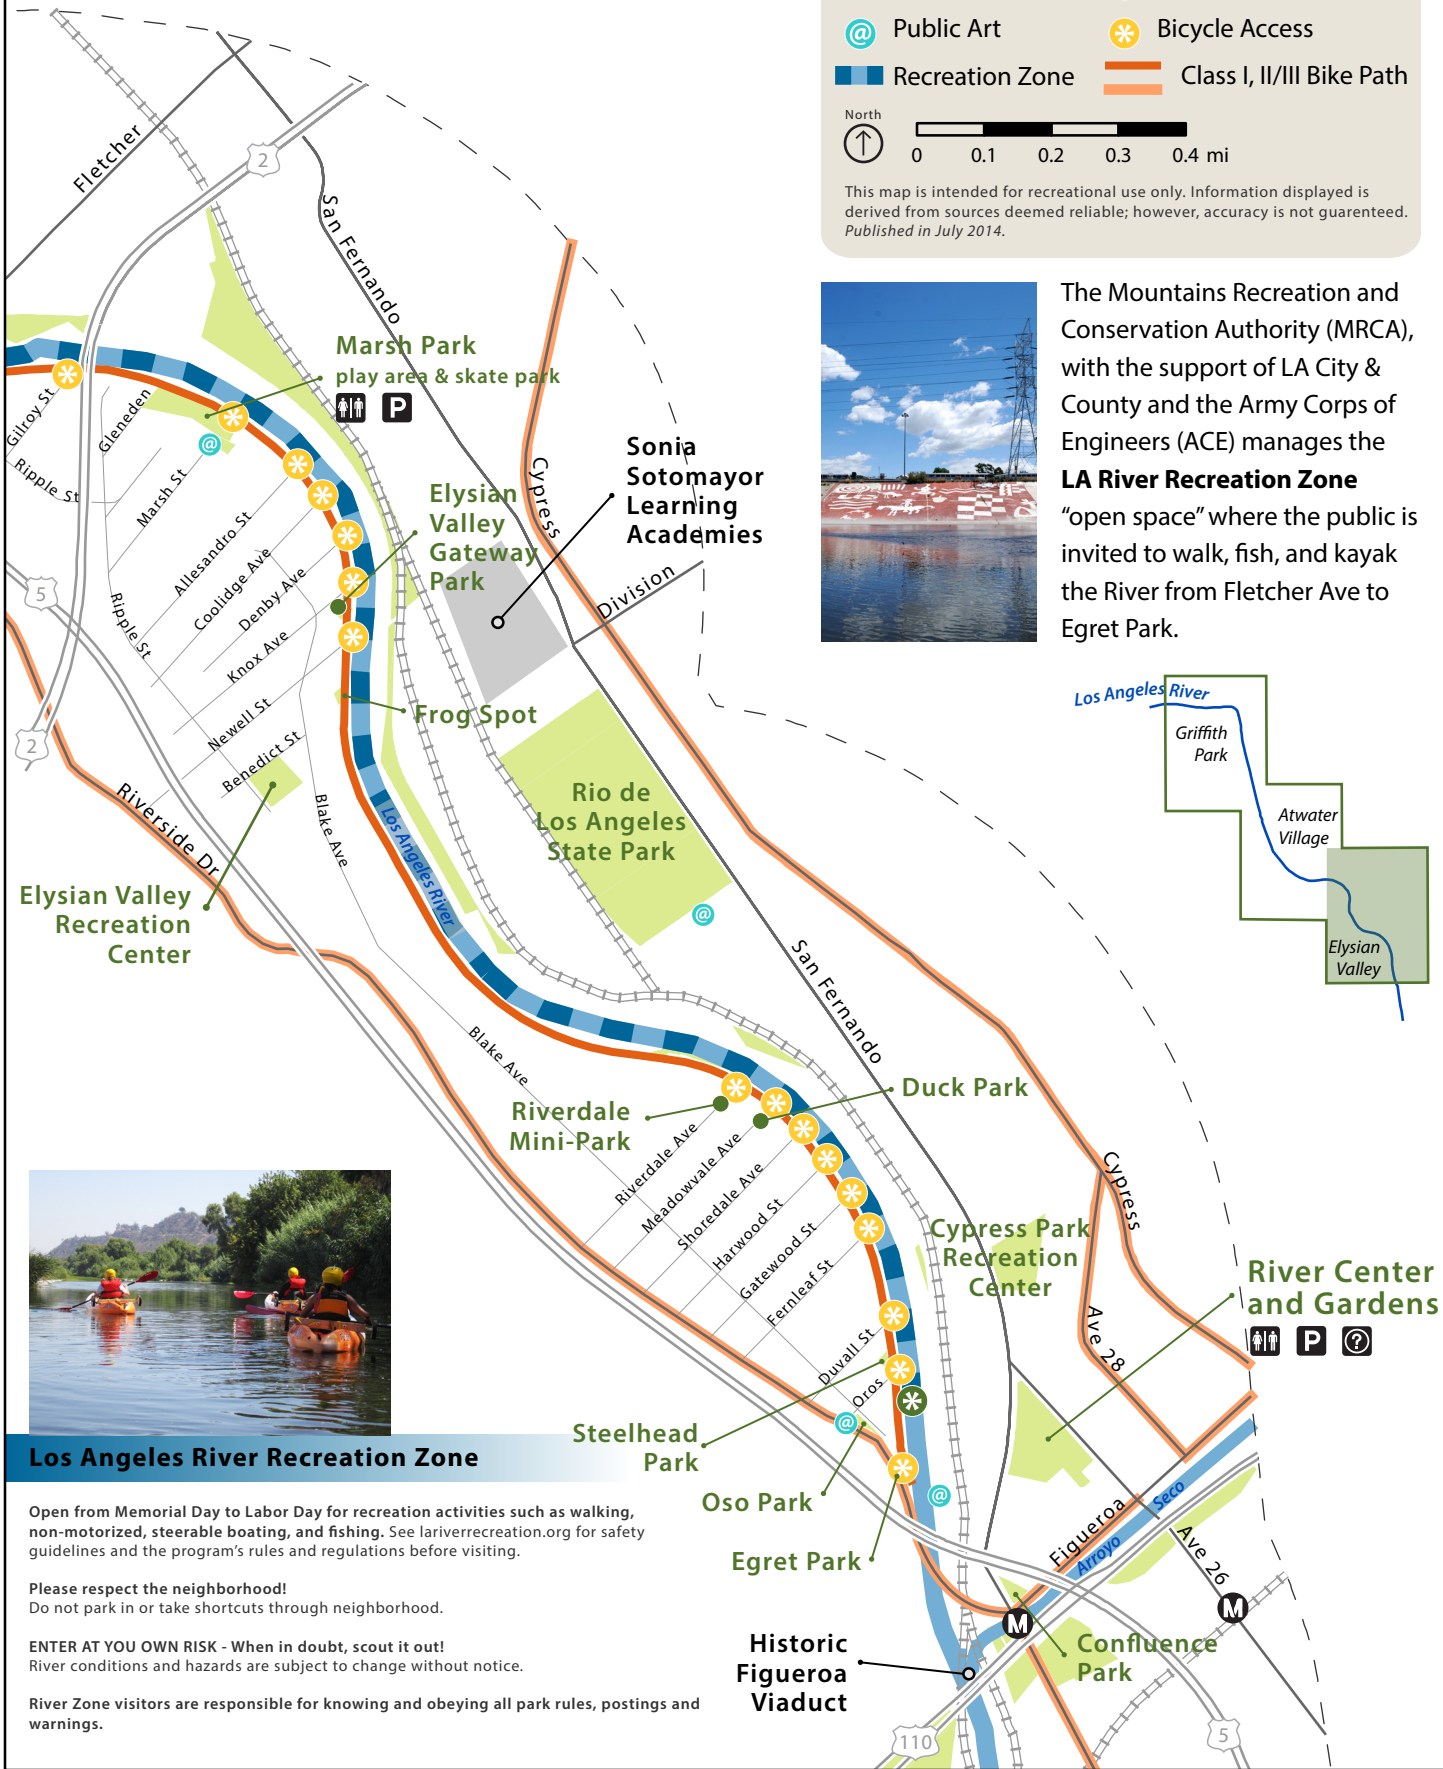 @ Public Art
Bicycle Access
Recreation Zone
Class I, II/III Bike Path
North
0 0.1 0.2 0.3 0.4 mi
This map is intended for recreational use only. Information displayed is
derived from sources deemed reliable; however, accuracy is not guarenteed.
Published in July 2014.
The Mountains Recreation and
Conservation Authority (MRCA),
with the support of LA City &
County and the Army Corps of
Engineers (ACE) manages the
LA River Recreation Zone
“open space” where the public is
invited to walk, fish, and kayak
the River from Fletcher Ave to
Egret Park.
Los Angeles River
Griffith
Park
Atwater
Village
Elysian
Valley
Fletcher
2
San Fernando
Marsh Park
play area & skate park
P
@
Gilroy St
Gleneden
Ripple St
Marsh St
Allesandro St
Coolidge Ave
Denby Ave
Knox Ave
Newell St
Benedict St
Ripple St
5
2
Elysian
Valley
Gateway
Park
Sonia
Sotomayor
Learning
Academies
Cypress
Division
Frog Spot
Rio de
Los Angeles
State Park
@
Riverside Dr
Blake Ave
Los Angeles River
Elysian Valley
Recreation
Center
San Fernando
Blake Ave
Duck Park
Riverdale
Mini-Park
Riverdale Ave
Meadowvale Ave
Shoredale Ave
Harwood St
Gatewood St
Fernleaf St
Duvall St
Oros
Cypress Park
Recreation
Center
Cypress
Ave 28
River Center
and Gardens
P ?
@
Steelhead
Park
Oso Park
@
Egret Park
Figueroa
Arroyo Seco
Ave 26
M
M
Historic
Figueroa
Viaduct
Confluence
Park
110
5
Los Angeles River Recreation Zone
Open from Memorial Day to Labor Day for recreation activities such as walking,
non-motorized, steerable boating, and fishing. See lariverrecreation.org for safety
guidelines and the program’s rules and regulations before visiting.
Please respect the neighborhood!
Do not park in or take shortcuts through neighborhood.
ENTER AT YOU OWN RISK - When in doubt, scout it out!
River conditions and hazards are subject to change without notice.
River Zone visitors are responsible for knowing and obeying all park rules, postings and
warnings.